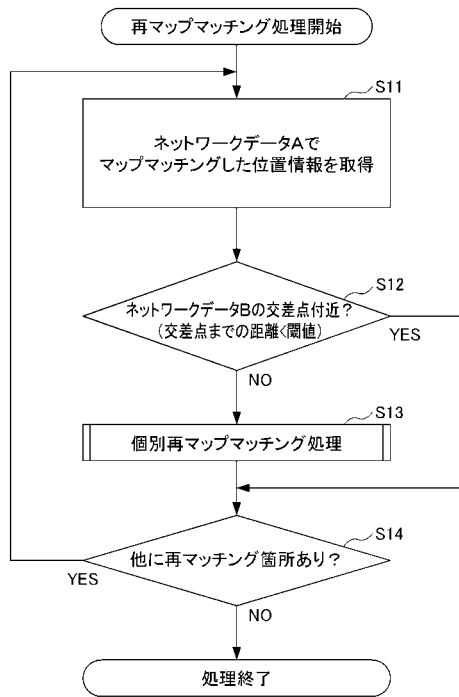 再マップマッチング処理開始
S11
ネットワークデータAで
マップマッチングした位置情報を取得
S12
ネットワークデータBの交差点付近?
(交差点までの距離<閾値)
YES
NO
S13
個別再マップマッチング処理
S14
他に再マッチング箇所あり?
YES
NO
処理終了